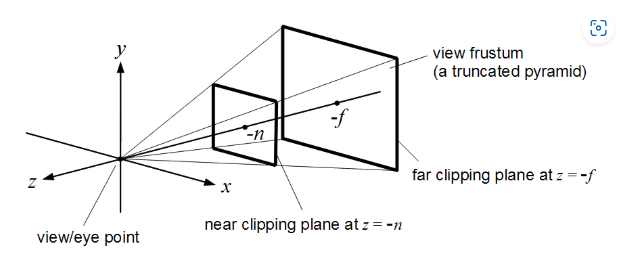 y
view frustum
(a truncated pyramid)
-f
-n
z
x
far clipping plane at z = -f
near clipping plane at z = -n
view/eye point